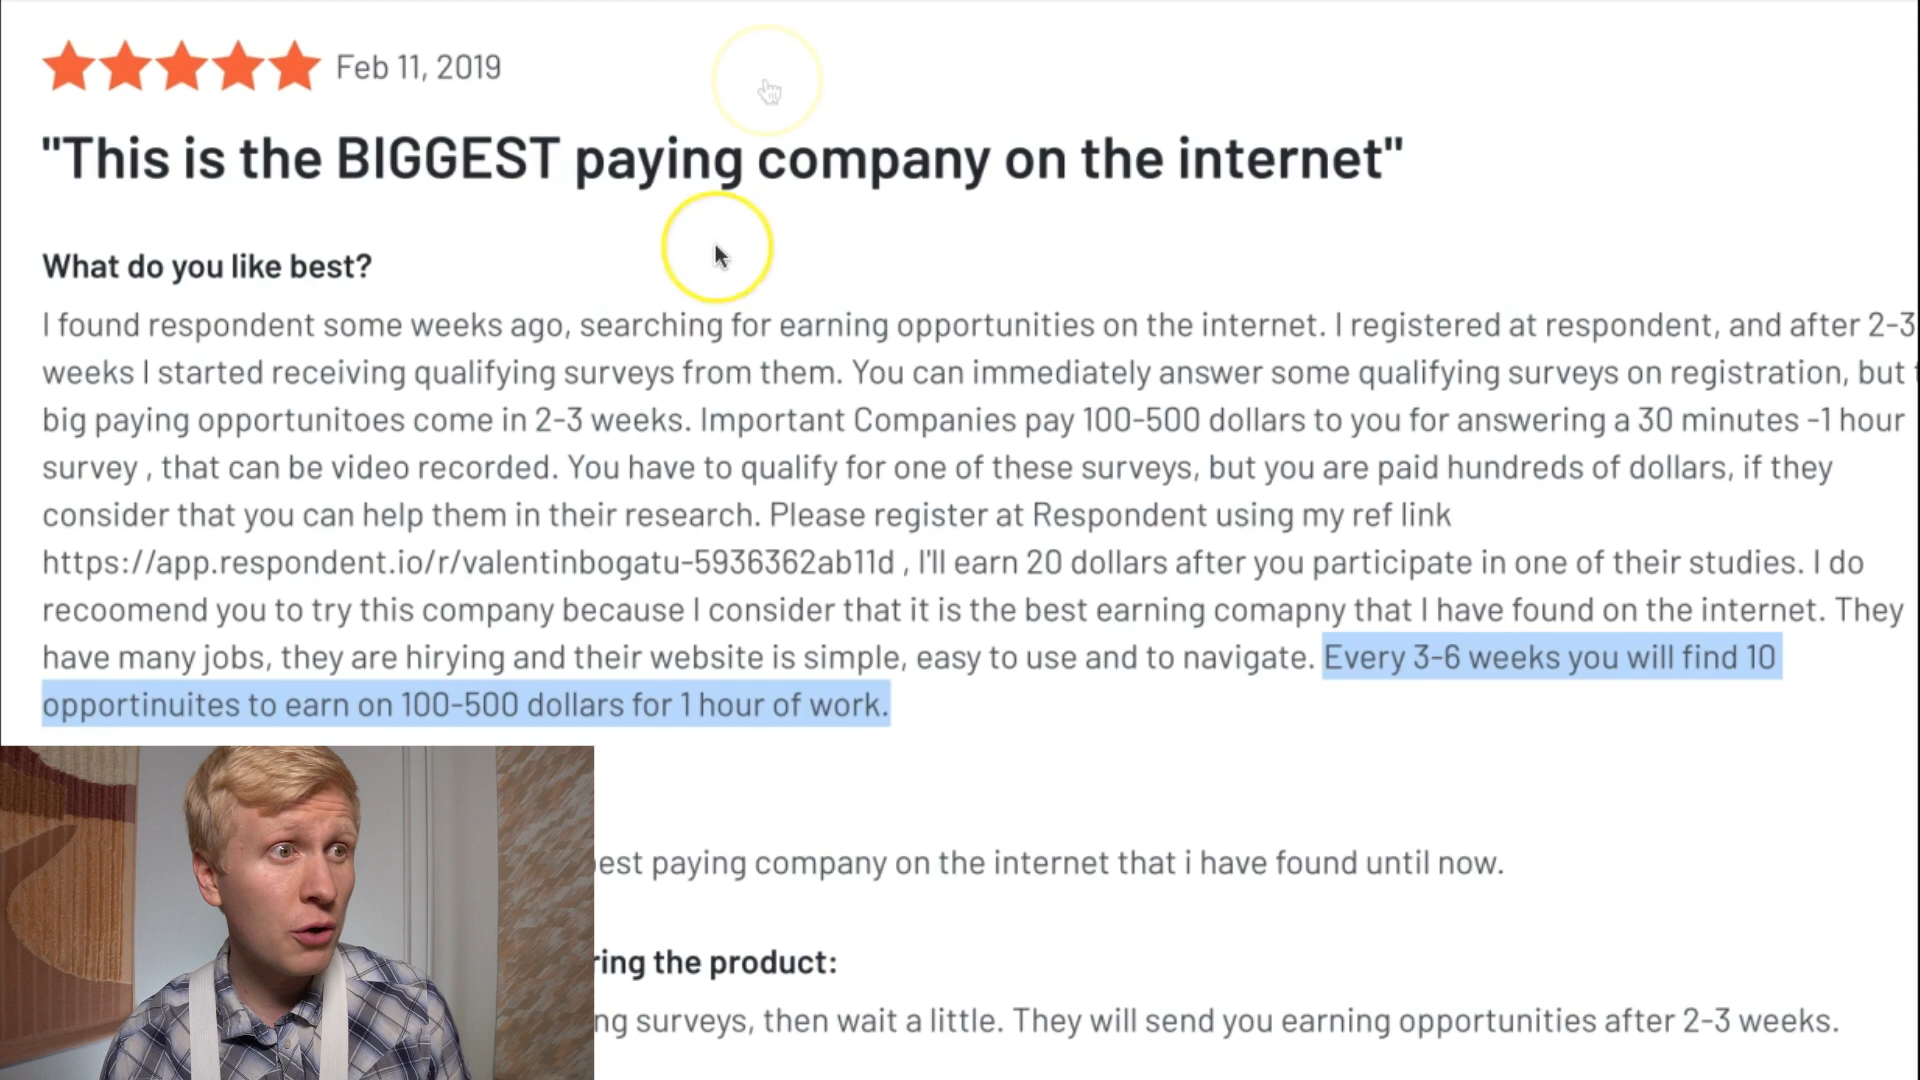 Feb 11, 2019
"This is the BIGGEST paying company on the internet"
What do you like best?
I found respondent some weeks ago, searching for earning opportunities on the internet. I registered at respondent, and after 2-3
weeks I started receiving qualifying surveys from them. You can immediately answer some qualifying surveys on registration, but
big paying opportunitoes come in 2-3 weeks. Important Companies pay 100-500 dollars to you for answering a 30 minutes -1 hour
survey , that can be video recorded. You have to qualify for one of these surveys, but you are paid hundreds of dollars, if they
consider that you can help them in their research. Please register at Respondent using my ref link
https://app.respondent.io/r/valentinbogatu-5936362ab11d , I'll earn 20 dollars after you participate in one of their studies. I do
recoomend you to try this company because I consider that it is the best earning comapny that I have found on the internet. They
have many jobs, they are hirying and their website is simple, easy to use and to navigate. Every 3-6 weeks you will find 10
opportinuites to earn on 100-500 dollars for 1 hour of work.
est paying company on the internet that i have found until now.
ring the product:
ng surveys, then wait a little. They will send you earning opportunities after 2-3 weeks.